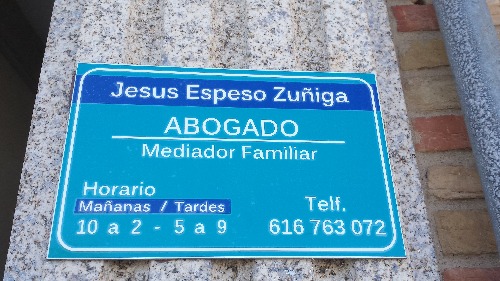 Jesus Espeso Zuñiga
ABOGADO
Mediador Familiar
Horario
Mañanas / Tardes
10 a 2 - 5 a 9
Telf.
616 763 072